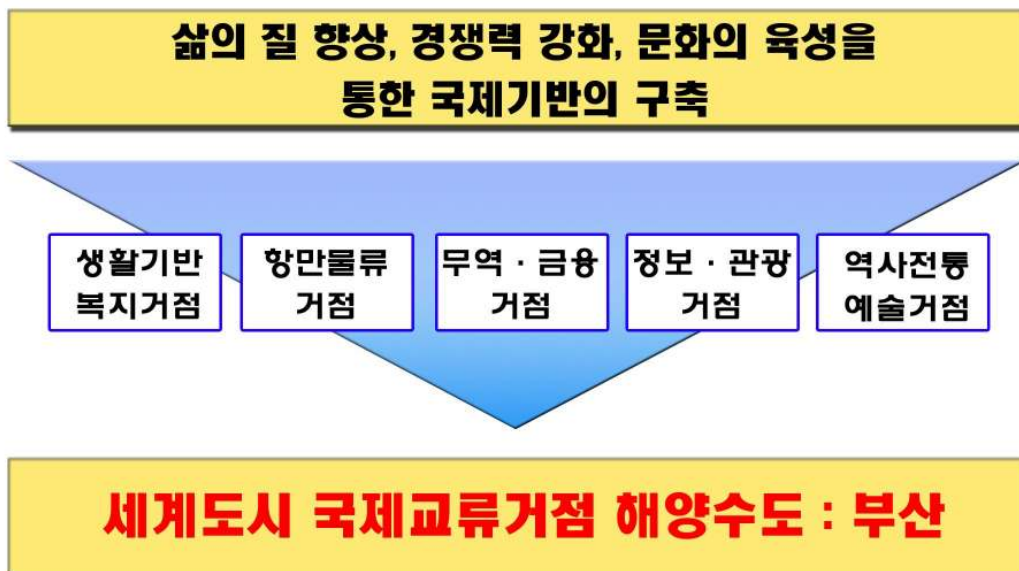 삶의 질 향상, 경쟁력 강화, 문화의 육성을
통한 국제기반의 구축
생활기반
복지거점
항만물류
거점
무역 · 금융
거점
정보 · 관광
거점
역사전통
예술거점
세계도시 국제교류거점 해양수도 : 부산